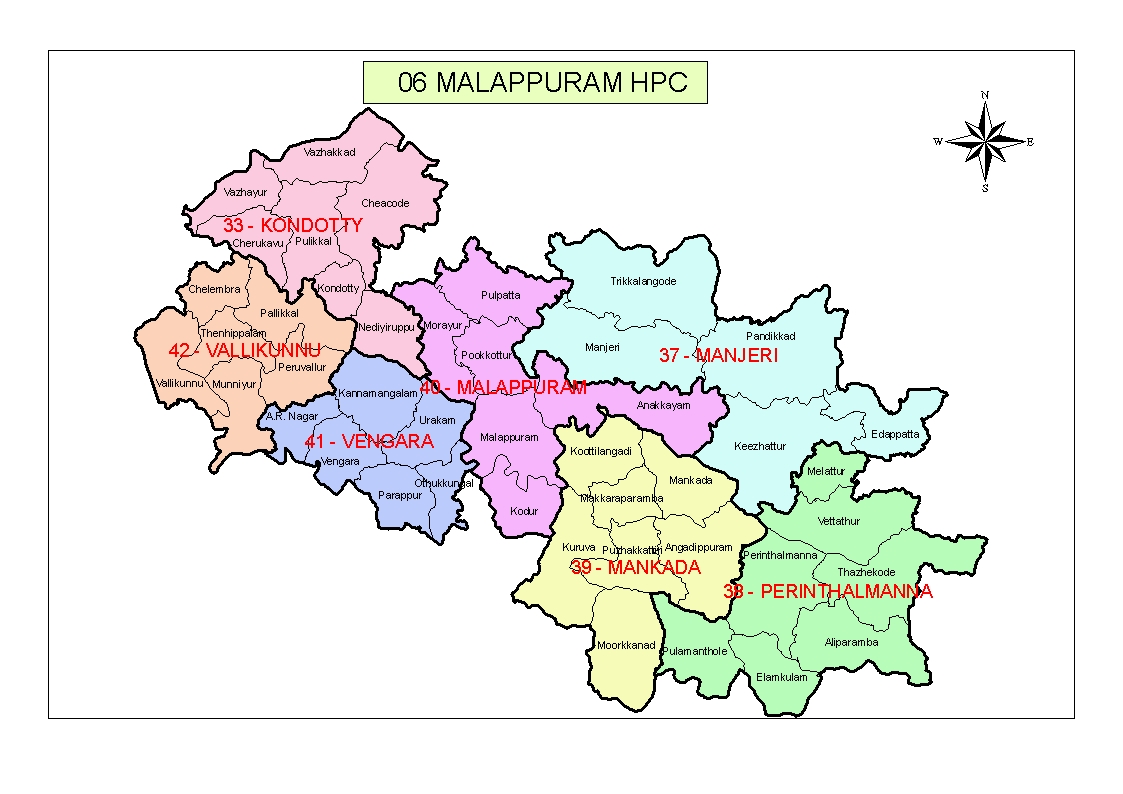 06 MALAPPURAM HPC
N
W
E
S
Vazhakkad
Vazhayur
Cheacode
33 - KONDOTTY
Cherukavu
Pulikkal
Kondotty
Nediyiruppu
Chelembra
Pallikkal
Thenhippalam
42 - VALLIKUNNU
Peruvallur
Vallikunnu
Munniyur
Pulpatta
Morayur
Pookkottur
40 - MALAPPURAM
Anakkayam
Malappuram
Kodur
Trikkalangode
Manjeri
Pandikkad
37 - MANJERI
Keezhattur
Edappatta
Kannamangalam
A.R. Nagar
Urakam
41 - VENGARA
Vengara
Othukkungal
Parappur
Koottilangadi
Mankada
Makkaraparamba
Kuruva
Puzhakkattiri
Angadippuram
39 - MANKADA
Moorkkanad
Melattur
Vettathur
Perinthalmanna
Thazhekode
38 - PERINTHALMANNA
Aliparamba
Pulamanthole
Elamkulam